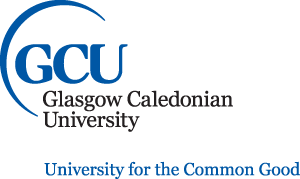 GCU
Glasgow Caledonian
University
University for the Common Good